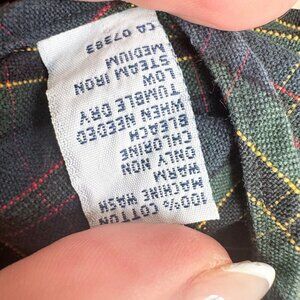 100% COTTON
MACHINE WASH
WARM
ONLY NON
CHLORINE
BLEACH
WHEN NEEDED
TUMBLE DRY
LOW
STEAM IRON
MEDIUM
CA 07383